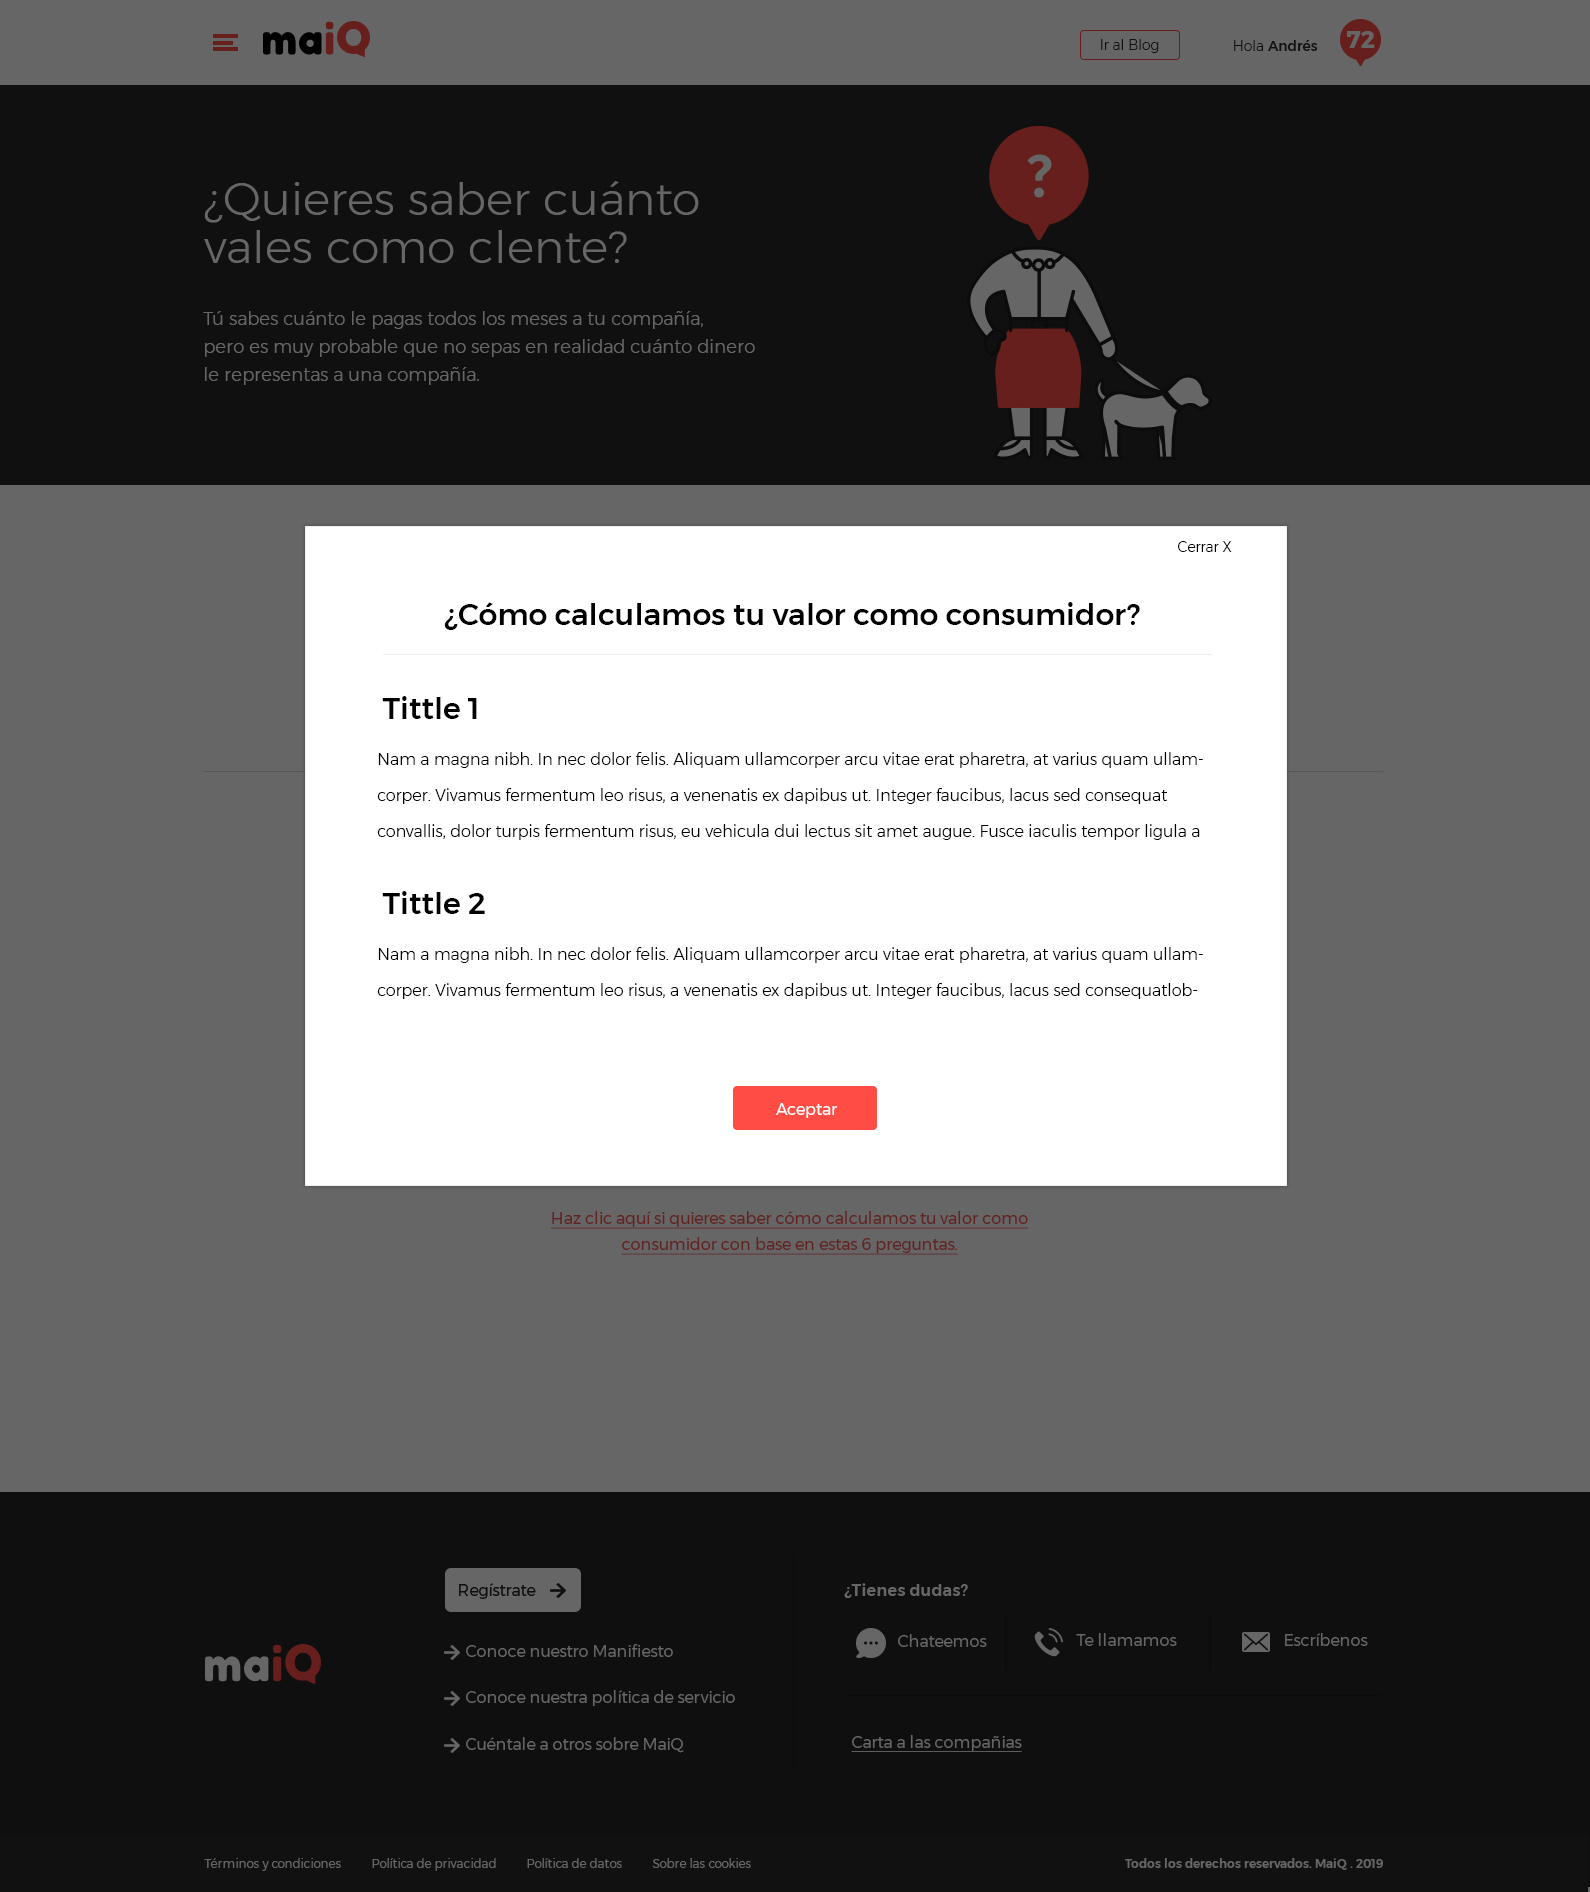 maiQ
Ir al Blog
Hola Andrés
72
?
¿Quieres saber cuánto
vales como clente?
Tú sabes cuánto le pagas todos los meses a tu compañía,
pero es muy probable que no sepas en realidad cuánto dinero
le representas a una compañía.
Cerrar X
¿Cómo calculamos tu valor como consumidor?
Tittle 1
Nam a magna nibh. In nec dolor felis. Aliquam ullamcorper arcu vitae erat pharetra, at varius quam ullam-
corper. Vivamus fermentum leo risus, a venenatis ex dapibus ut. Integer faucibus, lacus sed consequat
convallis, dolor turpis fermentum risus, eu vehicula dui lectus sit amet augue. Fusce iaculis tempor ligula a
Tittle 2
Nam a magna nibh. In nec dolor felis. Aliquam ullamcorper arcu vitae erat pharetra, at varius quam ullam-
corper. Vivamus fermentum leo risus, a venenatis ex dapibus ut. Integer faucibus, lacus sed consequatlob-
Aceptar
Haz clic aquí si quieres saber cómo calculamos tu valor como
consumidor con base en estas 6 preguntas.
maiQ
Regístrate
Conoce nuestro Manifiesto
Conoce nuestra política de servicio
Cuéntale a otros sobre MaiQ
¿Tienes dudas?
Chateemos
Te llamamos
Escríbenos
Carta a las compañias
Términos y condiciones
Política de privacidad
Política de datos
Sobre las cookies
Todos los derechos reservados. MaiQ . 2019